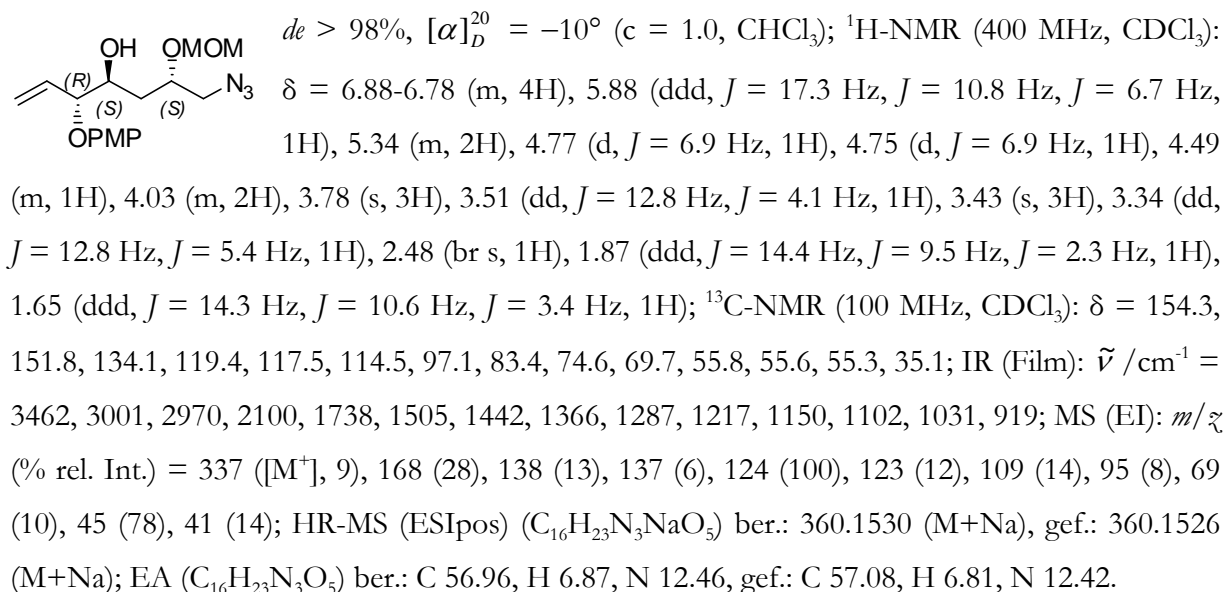 OH OMOM
(R)
N3
(S) (S)
OPMP
de > 98%, [α]D20 = −10° (c = 1.0, CHCl3); 1H-NMR (400 MHz, CDCl3):
δ = 6.88-6.78 (m, 4H), 5.88 (ddd, J = 17.3 Hz, J = 10.8 Hz, J = 6.7 Hz,
1H), 5.34 (m, 2H), 4.77 (d, J = 6.9 Hz, 1H), 4.75 (d, J = 6.9 Hz, 1H), 4.49
(m, 1H), 4.03 (m, 2H), 3.78 (s, 3H), 3.51 (dd, J = 12.8 Hz, J = 4.1 Hz, 1H), 3.43 (s, 3H), 3.34 (dd,
J = 12.8 Hz, J = 5.4 Hz, 1H), 2.48 (br s, 1H), 1.87 (ddd, J = 14.4 Hz, J = 9.5 Hz, J = 2.3 Hz, 1H),
1.65 (ddd, J = 14.3 Hz, J = 10.6 Hz, J = 3.4 Hz, 1H); 13C-NMR (100 MHz, CDCl3): δ = 154.3,
151.8, 134.1, 119.4, 117.5, 114.5, 97.1, 83.4, 74.6, 69.7, 55.8, 55.6, 55.3, 35.1; IR (Film): ν̃ /cm-1 =
3462, 3001, 2970, 2100, 1738, 1505, 1442, 1366, 1287, 1217, 1150, 1102, 1031, 919; MS (EI): m/z
(% rel. Int.) = 337 ([M+], 9), 168 (28), 138 (13), 137 (6), 124 (100), 123 (12), 109 (14), 95 (8), 69
(10), 45 (78), 41 (14); HR-MS (ESIpos) (C16H23N3NaO5) ber.: 360.1530 (M+Na), gef.: 360.1526
(M+Na); EA (C16H23N3O5) ber.: C 56.96, H 6.87, N 12.46, gef.: C 57.08, H 6.81, N 12.42.